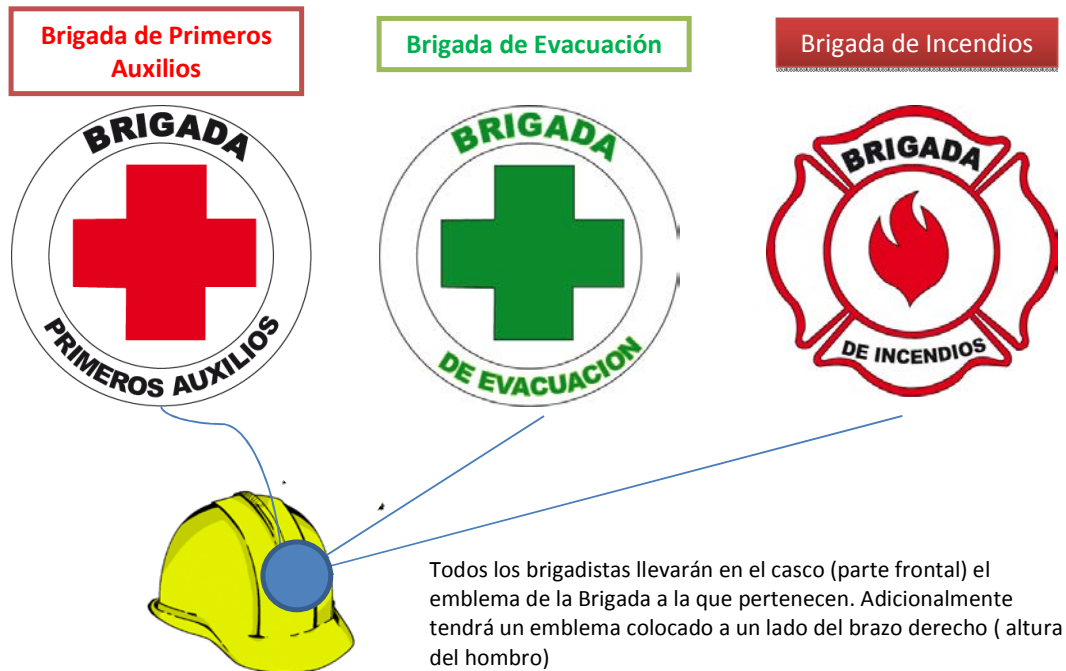 Brigada de Primeros
Auxilios
Brigada de Evacuación
Brigada de Incendios
BRIGADA
PRIMEROS AUXILIOS
BRIGADA
DE EVACUACION
BRIGADA
DE INCENDIOS
Todos los brigadistas llevarán en el casco (parte frontal) el
emblema de la Brigada a la que pertenecen. Adicionalmente
tendrá un emblema colocado a un lado del brazo derecho ( altura
del hombro)